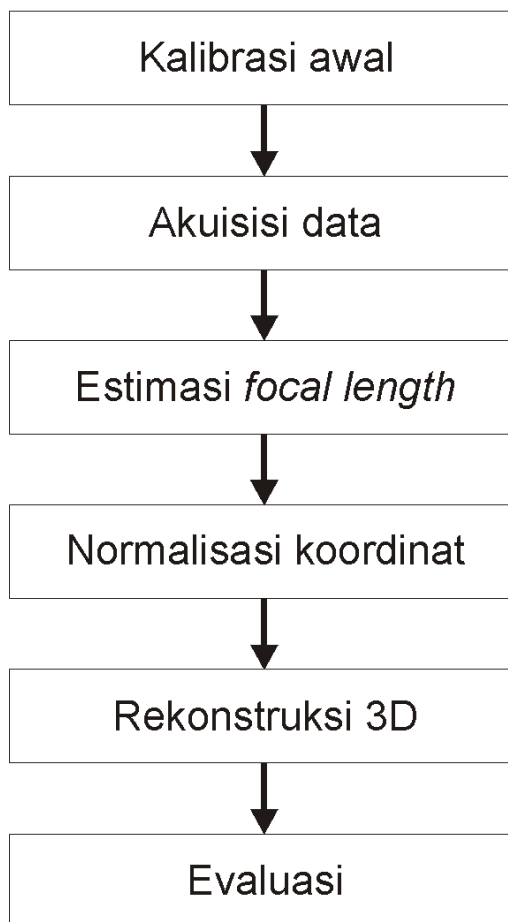 Kalibrasi awal
Akuisisi data
Estimasi focal length
Normalisasi koordinat
Rekonstruksi 3D
Evaluasi